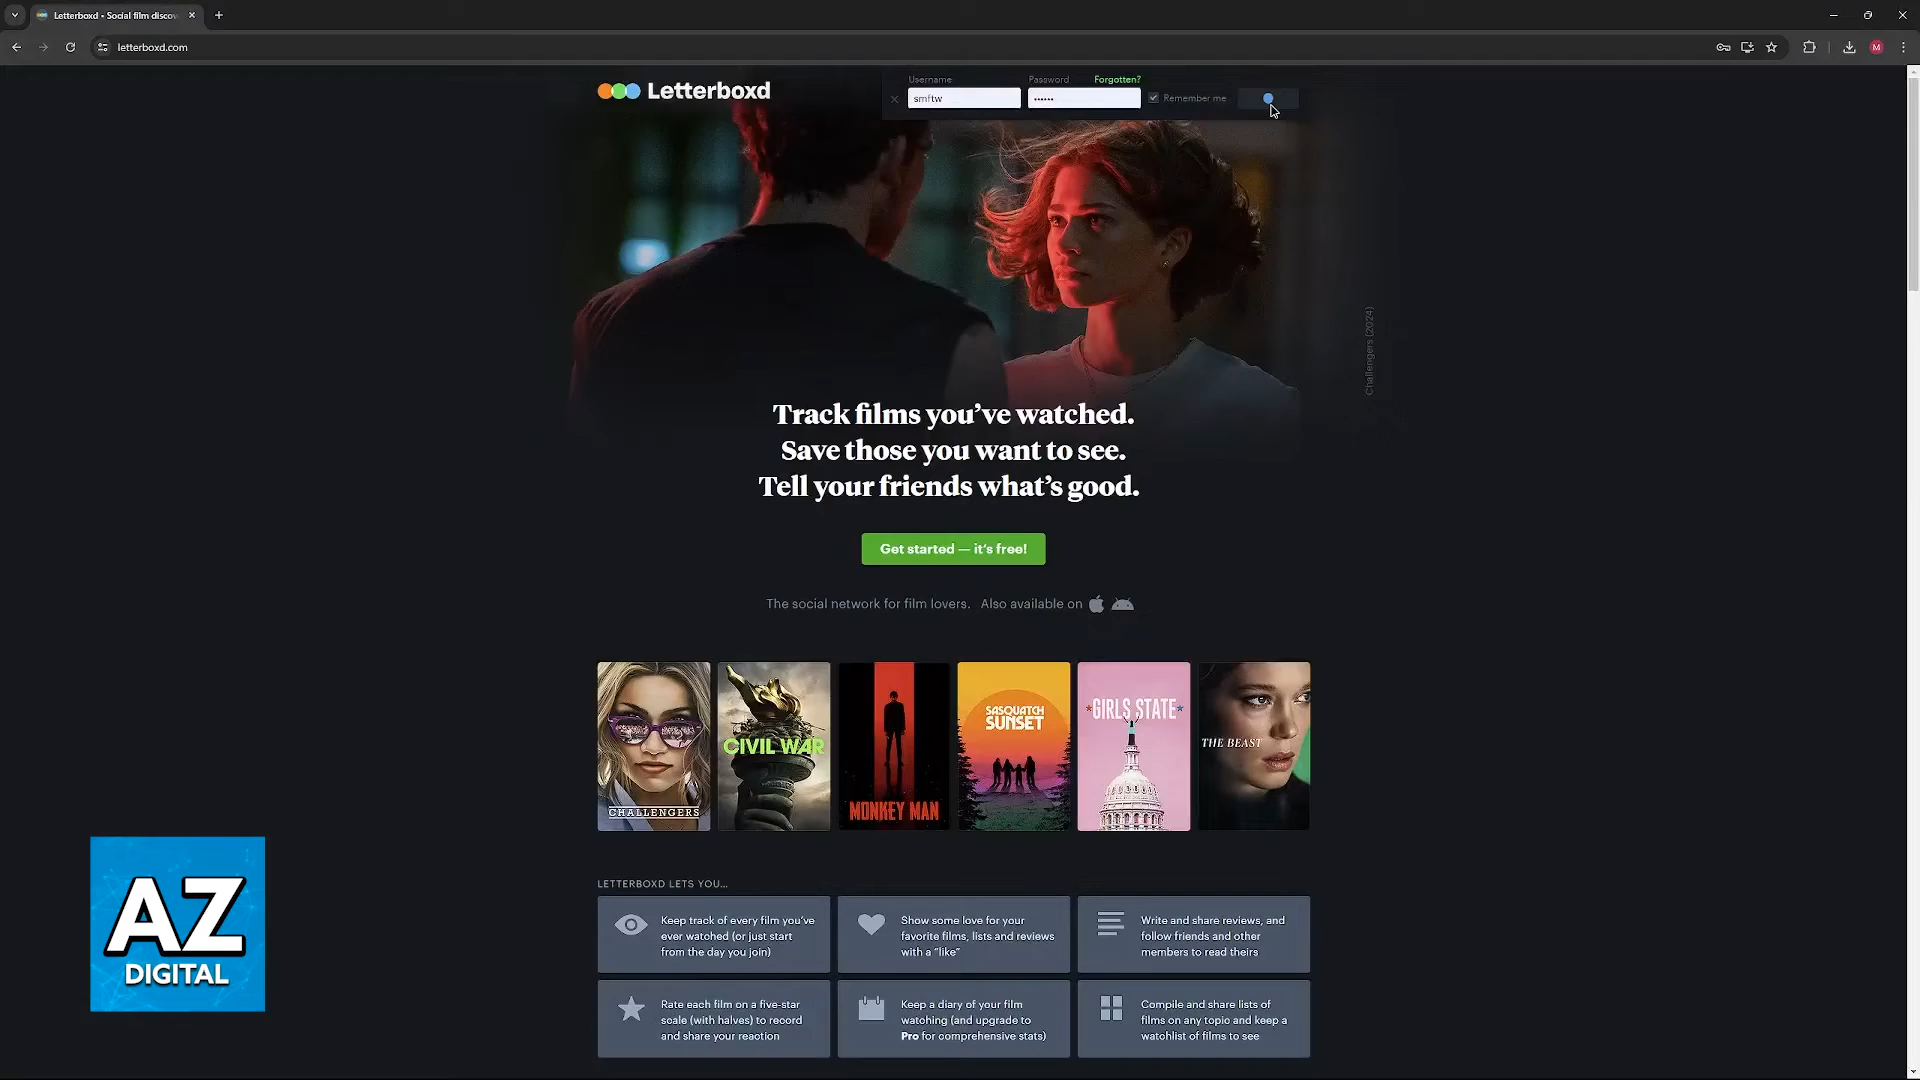 Letterboxd • Social film discov
letterboxd.com
M
Letterboxd
Username
Password
Forgotten?
smftw
••••••
Remember me
Challengers (2024)
Track films you've watched.
Save those you want to see.
Tell your friends what's good.
Get started — it's free!
The social network for film lovers. Also available on
CHALLENGERS
CIVIL WAR
MONKEY MAN
SASQUATCH
SUNSET
GIRLS STATE
THE BEAST
LETTERBOXD LETS YOU...
Keep track of every film you've
ever watched (or just start
from the day you join)
Show some love for your
favorite films, lists and reviews
with a "like"
Write and share reviews, and
follow friends and other
members to read theirs
Rate each film on a five-star
scale (with halves) to record
and share your reaction
Keep a diary of your film
watching (and upgrade to
Pro for comprehensive stats)
Compile and share lists of
films on any topic and keep a
watchlist of films to see
AZ
DIGITAL